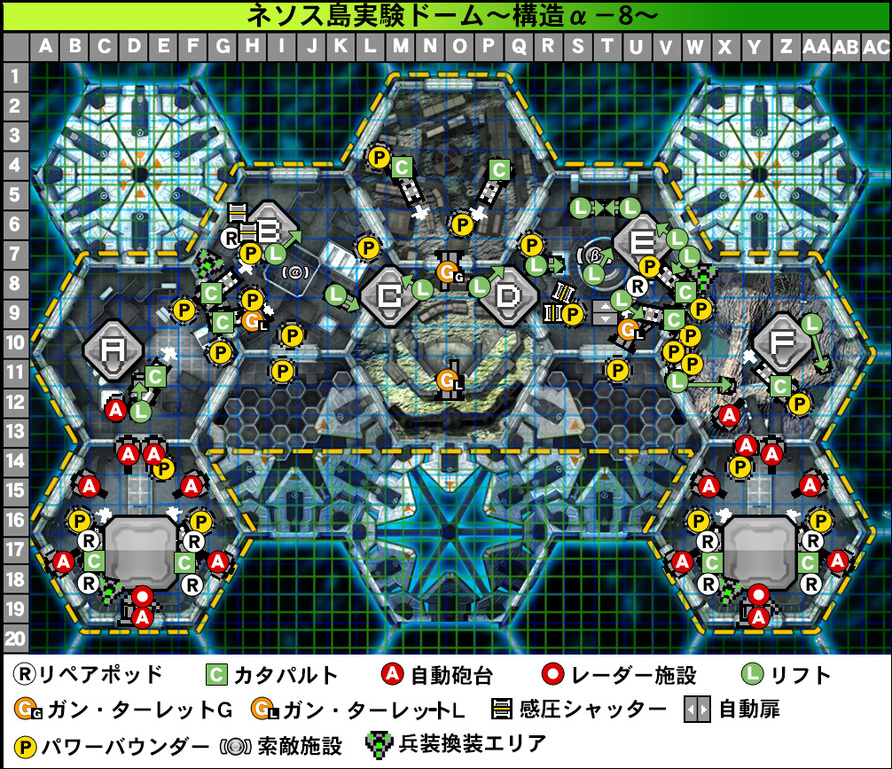 ネソス島実験ドーム～構造α－8～
A B C D E F G H I J K L M N O P Q R S T U V W X Y Z AA AB AC
1
2
3
4
P C C
5
L L
6
B R P E L
7
P L (α) P P (β) P L
G G L
8
C L C L D L P L R C
9
P C P G L L P L C P F L
10
A P P G L P P
11
C P G L P L P C
12
A L A P
13
14
A A P A P A
15
A A A A
16
P P P P
17
R R R R
A C C A A C C A
18
R R R R
19
A A
20
R リペアポッド C カタパルト A 自動砲台 レーダー施設 L リフト
G G ガン・ターレットG G L ガン・ターレットL 感圧シャッター 自動扉
P パワーバウンダー 索敵施設 兵装換装エリア